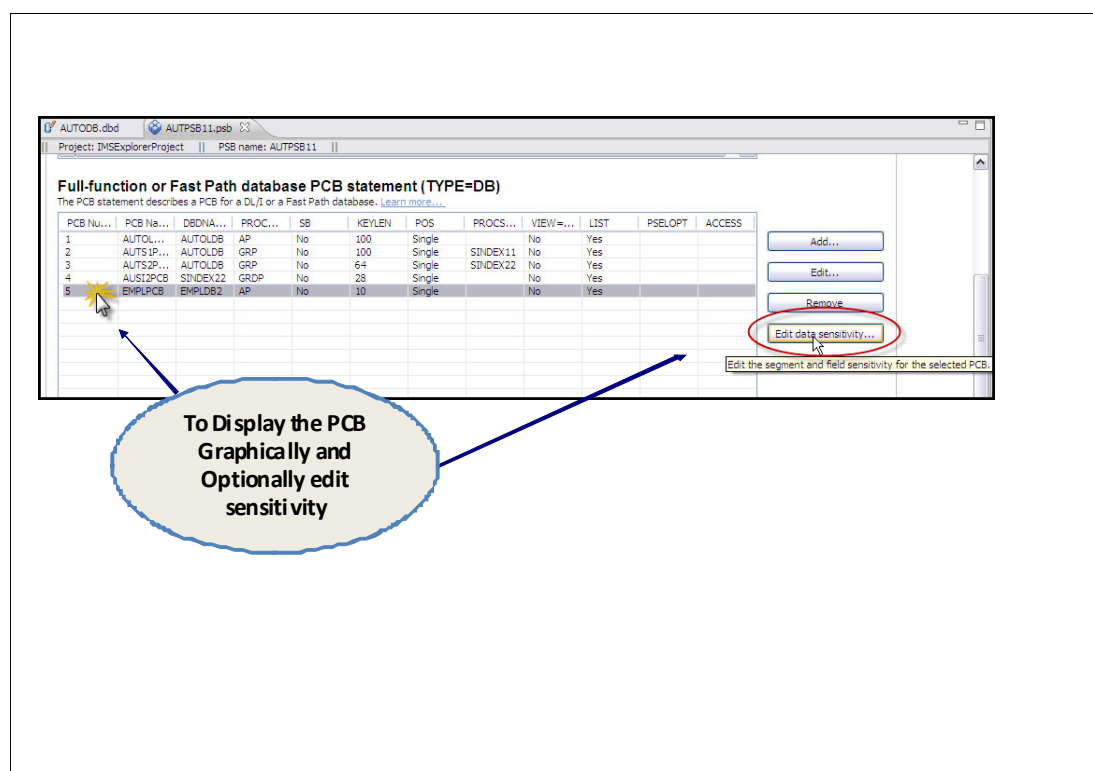 AUTODB.dbd AUTPSB11.psb
Project: IMSExplorerProject || PSB name: AUTPSB11 ||
Full-function or Fast Path database PCB statement (TYPE=DB)
The PCB statement describes a PCB for a DL/I or a Fast Path database. Learn more...
PCB Nu... PCB Na... DBDNA... PROC... SB KEYLEN POS PROCS... VIEW=... LIST PSELOPT ACCESS
1 AUTOL... AUTOLDB AP No 100 Single No Yes
2 AUTS1P... AUTOLDB GRP No 100 Single SINDEX11 No Yes
3 AUTS2P... AUTOLDB GRP No 64 Single SINDEX22 No Yes
4 AUSI2PCB SINDEX22 GRDP No 28 Single No Yes
5 EMPLPCB EMPLDB2 AP No 10 Single No Yes
Add...
Edit...
Remove
Edit data sensitivity...
Edit the segment and field sensitivity for the selected PCB.
To Display the PCB
Graphically and
Optionally edit
sensitivity